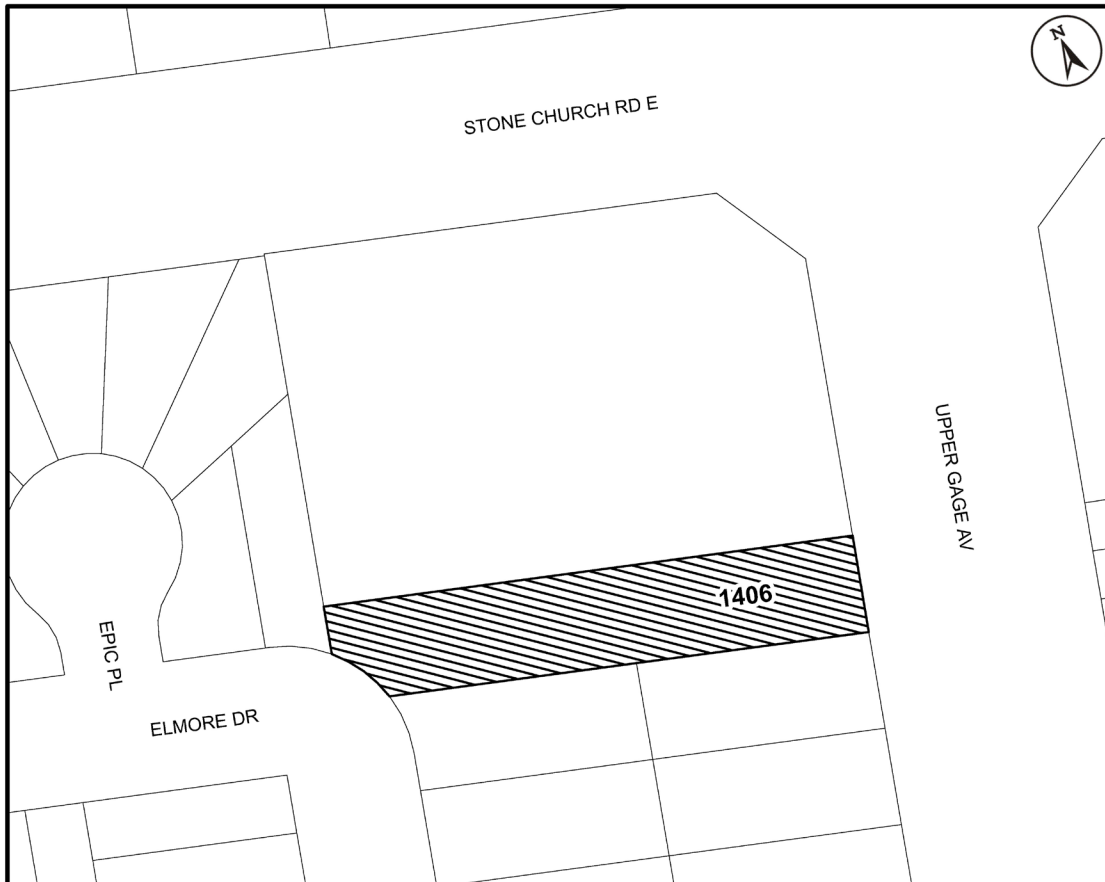 N
STONE CHURCH RD E
UPPER GAGE AV
1406
EPIC PL
ELMORE DR